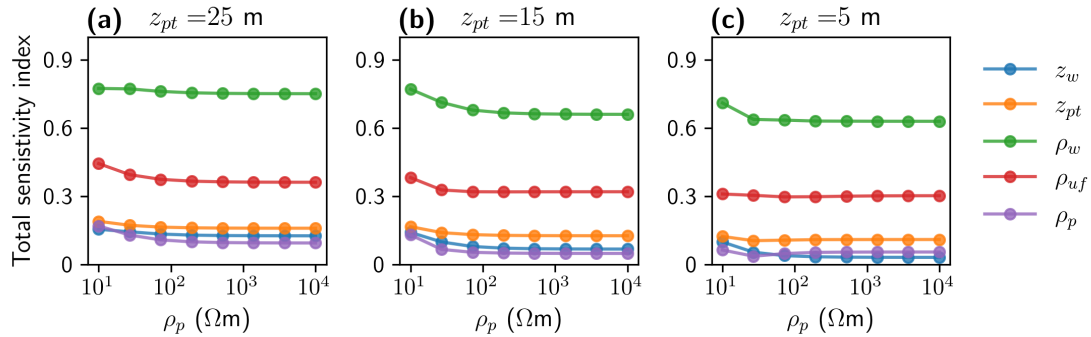 (a) z_pt =25 m
(b) z_pt =15 m
(c) z_pt =5 m
Total sensistivity index
0.9
0.6
0.3
0
10^1 10^2 10^3 10^4
ρ_p (Ωm)
0.9
0.6
0.3
0
10^1 10^2 10^3 10^4
ρ_p (Ωm)
0.9
0.6
0.3
0
10^1 10^2 10^3 10^4
ρ_p (Ωm)
z_w
z_pt
ρ_w
ρ_uf
ρ_p